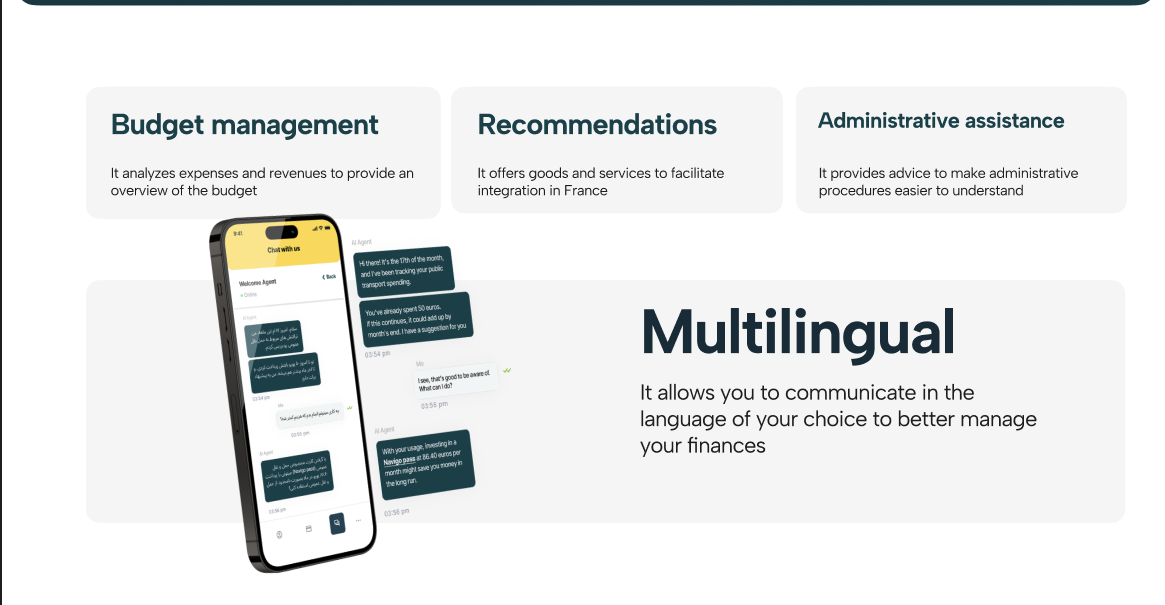 Budget management
It analyzes expenses and revenues to provide an
overview of the budget
Recommendations
It offers goods and services to facilitate
integration in France
Administrative assistance
It provides advice to make administrative
procedures easier to understand
9:41
Chat with us
Welcome Agent
Back
Online
AI Agent
03:54 pm
Me
03:55 pm
AI Agent
(Navigo pass)
03:56 pm
AI Agent
Hi there! It's the 17th of the month,
and I've been tracking your public
transport spending.
You've already spent 50 euros,
if this continues, it could add up by
month's end. I have a suggestion for you
03:54 pm
Me
I see, that's good to be aware of.
What can I do?
03:56 pm
AI Agent
With your usage, investing in a
Navigo pass at 86.40 euros per
month might save you money in
the long run.
03:56 pm
Multilingual
It allows you to communicate in the
language of your choice to better manage
your finances